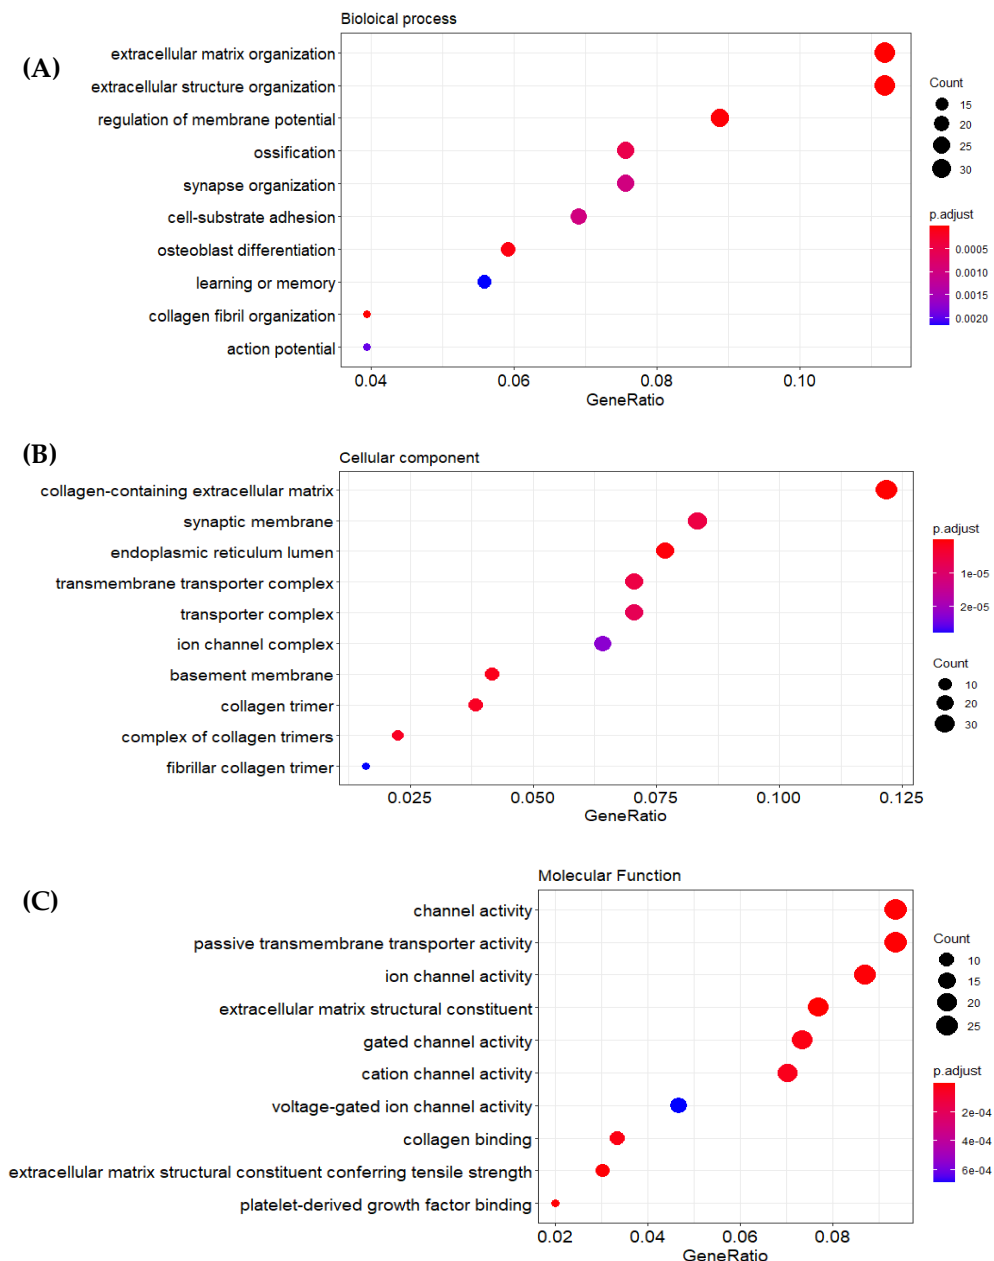 (A)
Bioloical process
extracellular matrix organization
extracellular structure organization
regulation of membrane potential
ossification
synapse organization
cell-substrate adhesion
osteoblast differentiation
learning or memory
collagen fibril organization
action potential
0.04 0.06 0.08 0.10
GeneRatio
Count
15
20
25
30
p.adjust
0.0005
0.0010
0.0015
0.0020
(B)
Cellular component
collagen-containing extracellular matrix
synaptic membrane
endoplasmic reticulum lumen
transmembrane transporter complex
transporter complex
ion channel complex
basement membrane
collagen trimer
complex of collagen trimers
fibrillar collagen trimer
0.025 0.050 0.075 0.100 0.125
GeneRatio
p.adjust
1e-05
2e-05
Count
10
20
30
(C)
Molecular Function
channel activity
passive transmembrane transporter activity
ion channel activity
extracellular matrix structural constituent
gated channel activity
cation channel activity
voltage-gated ion channel activity
collagen binding
extracellular matrix structural constituent conferring tensile strength
platelet-derived growth factor binding
0.02 0.04 0.06 0.08
GeneRatio
Count
10
15
20
25
p.adjust
2e-04
4e-04
6e-04